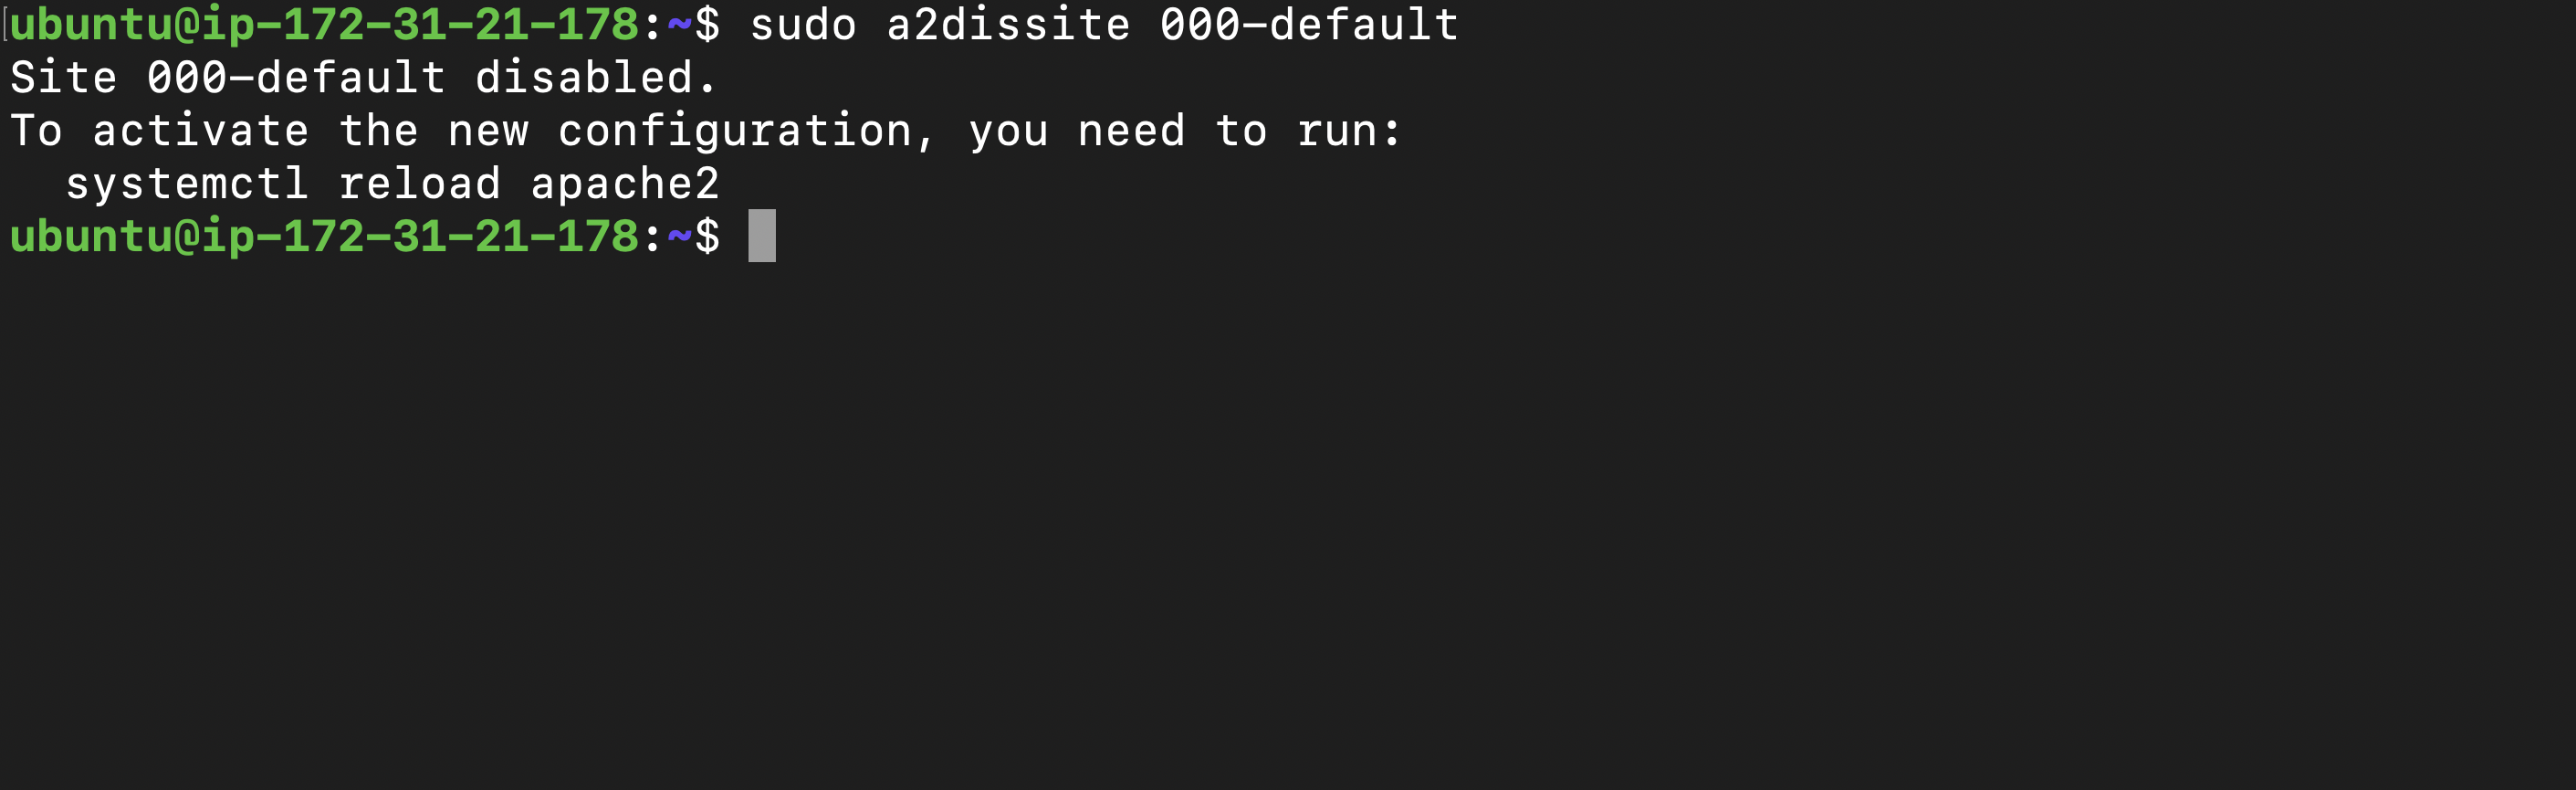 ubuntu@ip-172-31-21-178:~$ sudo a2dissite 000-default
Site 000-default disabled.
To activate the new configuration, you need to run:
  systemctl reload apache2
ubuntu@ip-172-31-21-178:~$